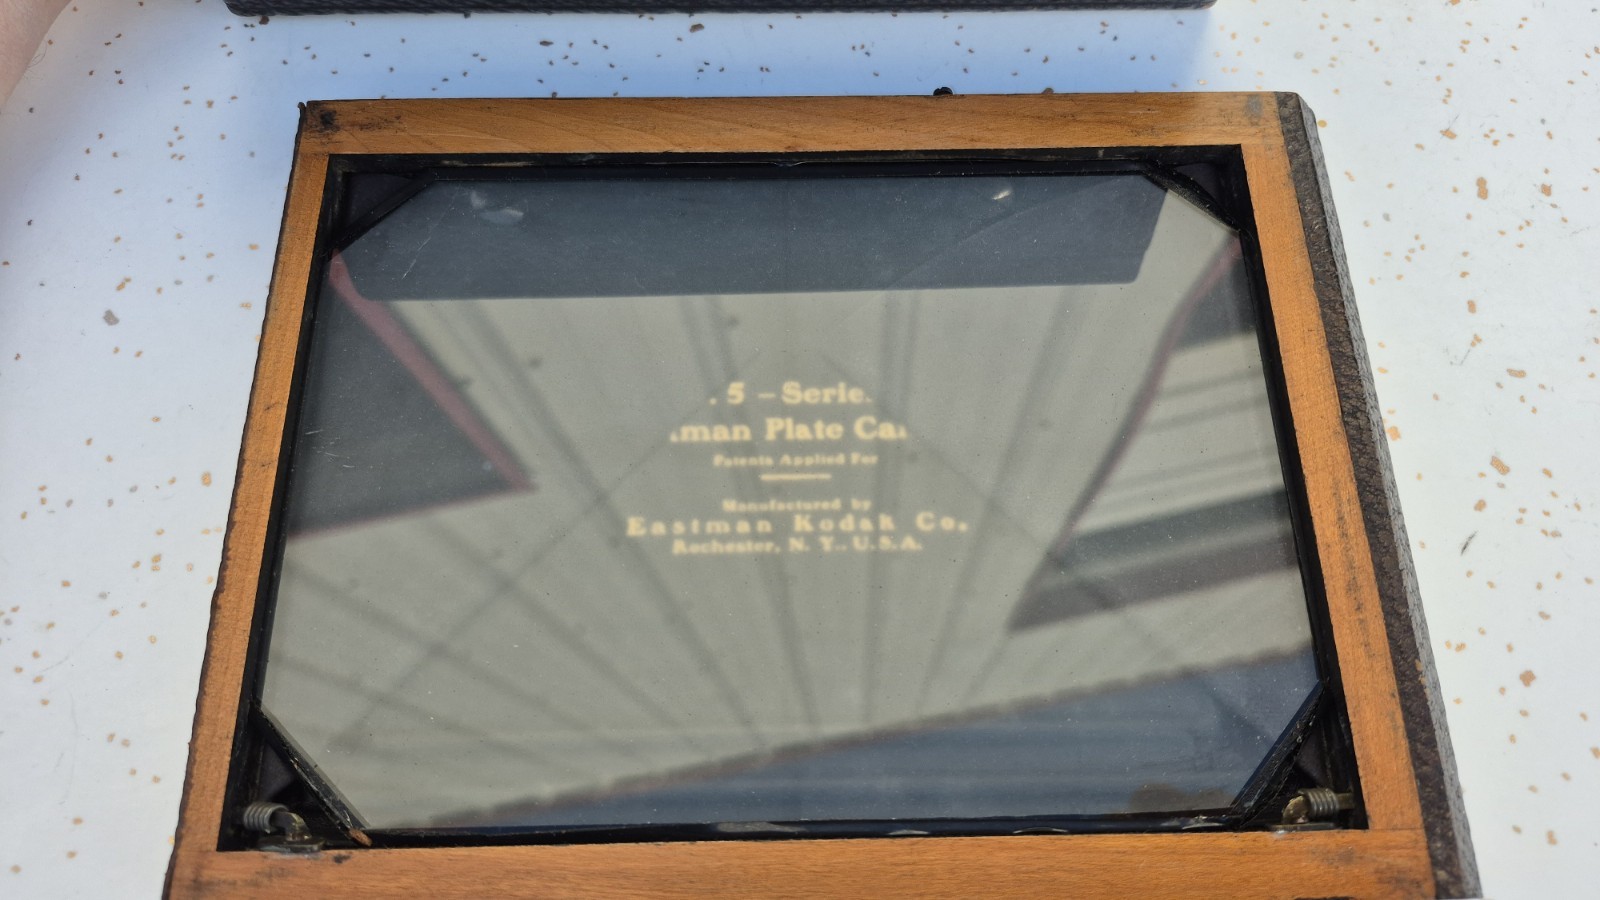 . 5 – Serie
man Plate Ca
Patents Applied For
Manufactured by
Eastman Kodak Co.
Rochester, N. Y., U.S.A.